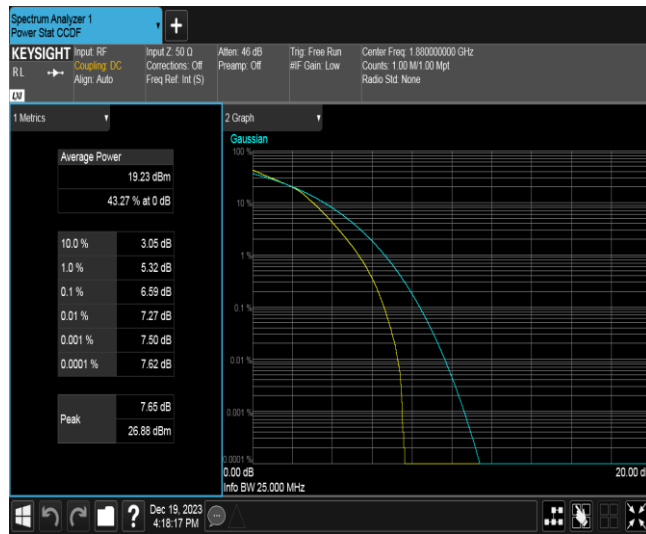 Spectrum Analyzer 1
Power Stat CCDF
+
KEYSIGHT
RL
LXI
Input: RF
Coupling: DC
Align: Auto
Input Z: 50 Ω
Corrections: Off
Freq Ref: Int (S)
Atten: 46 dB
Preamp: Off
Trig: Free Run
#IF Gain: Low
Center Freq: 1.880000000 GHz
Counts: 1.00 M/1.00 Mpt
Radio Std: None
1 Metrics
Average Power
19.23 dBm
43.27 % at 0 dB
10.0 % 3.05 dB
1.0 % 5.32 dB
0.1 % 6.59 dB
0.01 % 7.27 dB
0.001 % 7.50 dB
0.0001 % 7.62 dB
Peak
7.65 dB
26.88 dBm
2 Graph
Gaussian
100 %
10 %
1 %
0.1 %
0.01 %
0.001 %
0.0001 %
0.00 dB 20.00 d
Info BW 25.000 MHz
?
Dec 19, 2023
4:18:17 PM